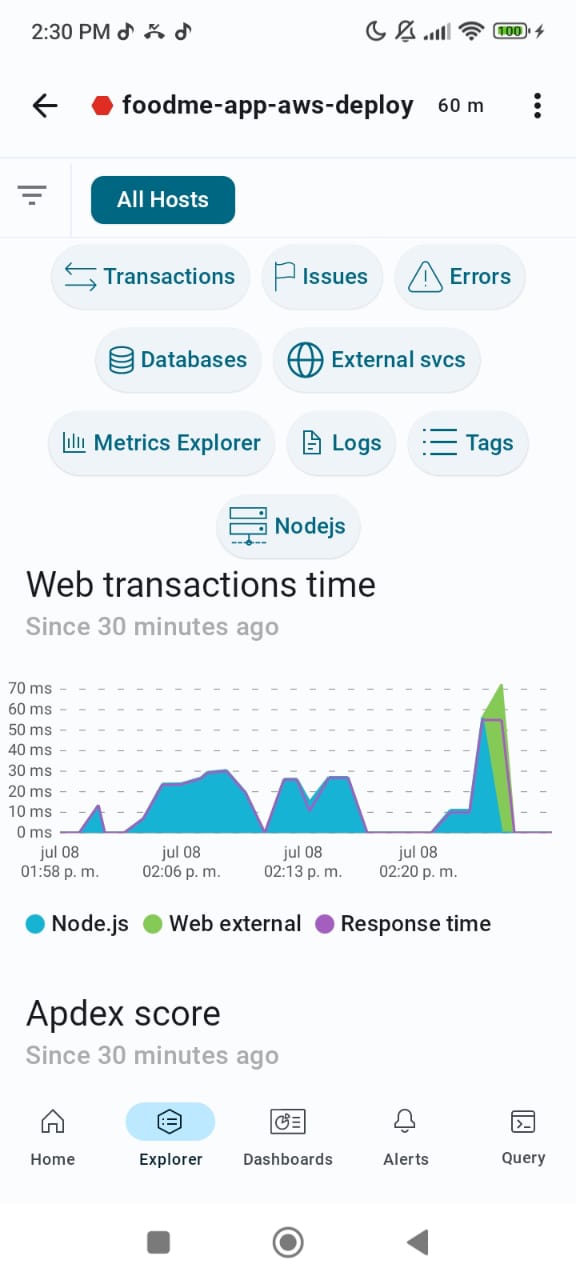 2:30 PM
100
foodme-app-aws-deploy 60 m
All Hosts
Transactions Issues Errors
Databases External svcs
Metrics Explorer Logs Tags
Nodejs
Web transactions time
Since 30 minutes ago
70 ms
60 ms
50 ms
40 ms
30 ms
20 ms
10 ms
0 ms
jul 08 jul 08 jul 08 jul 08
01:58 p. m. 02:06 p. m. 02:13 p. m. 02:20 p. m.
Node.js Web external Response time
Apdex score
Since 30 minutes ago
Home Explorer Dashboards Alerts Query